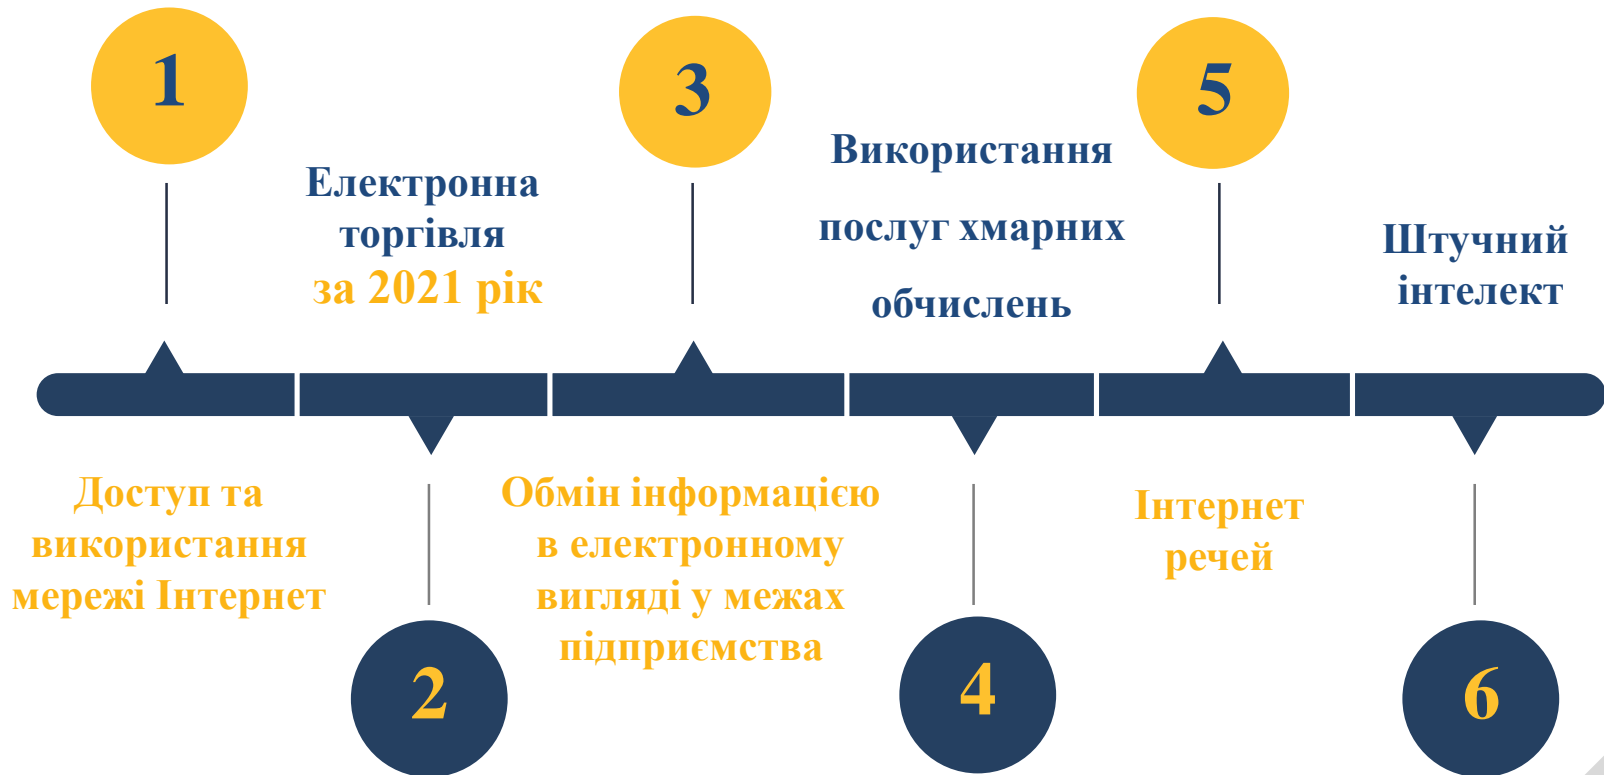 1
Доступ та
використання
мережі Інтернет
2
Електронна
торгівля
за 2021 рік
3
Обмін інформацією
в електронному
вигляді у межах
підприємства
4
Використання
послуг хмарних
обчислень
5
Інтернет
речей
6
Штучний
інтелект